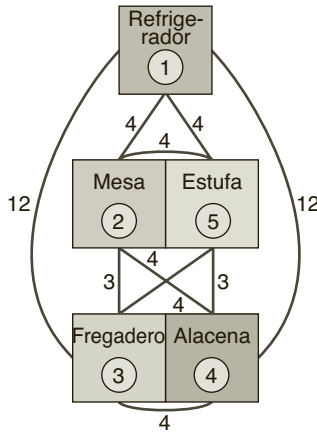 Refrige-
rador
1
4 4
4
Mesa Estufa
2 5
12 12
4
3 3
4
Fregadero Alacena
3 4
4